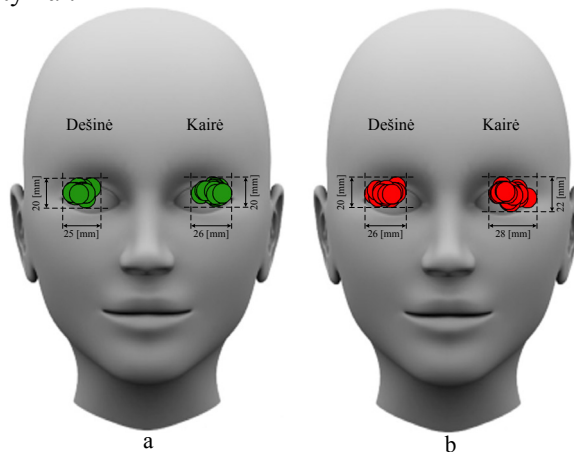 Dešinė
Kairė
20 [mm]
25 [mm]
26 [mm]
20 [mm]
a
Dešinė
Kairė
20 [mm]
26 [mm]
28 [mm]
22 [mm]
b